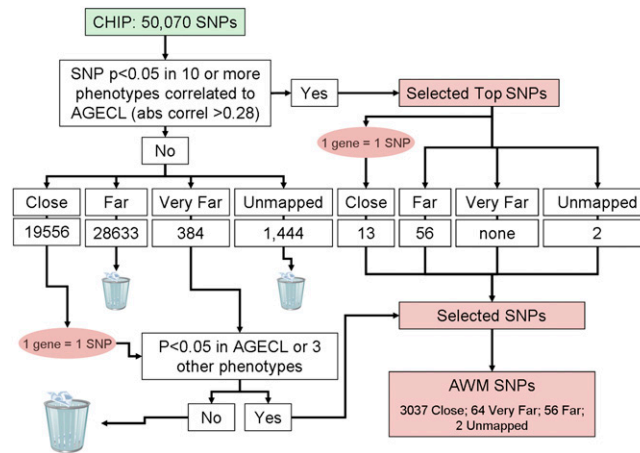 CHIP: 50,070 SNPs
SNP p<0.05 in 10 or more
phenotypes correlated to
AGECL (abs correl >0.28)
Yes
Selected Top SNPs
No
1 gene = 1 SNP
Close
Far
Very Far
Unmapped
19556
28633
384
1,444
Close
Far
Very Far
Unmapped
13
56
none
2
1 gene = 1 SNP
P<0.05 in AGECL or 3
other phenotypes
No
Yes
Selected SNPs
AWM SNPs
3037 Close; 64 Very Far; 56 Far;
2 Unmapped